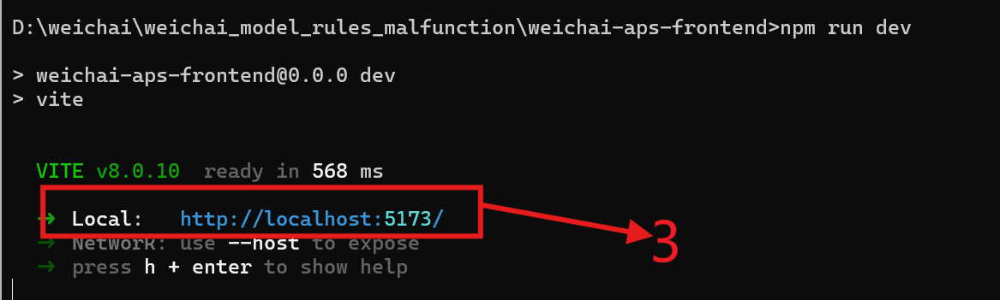 D:\weichai\weichai_model_rules_malfunction\weichai-aps-frontend>npm run dev
> weichai-aps-frontend@0.0.0 dev
> vite
VITE v8.0.10 ready in 568 ms
➜ Local: http://localhost:5173/
3
➜ Network: use --host to expose
➜ press h + enter to show help